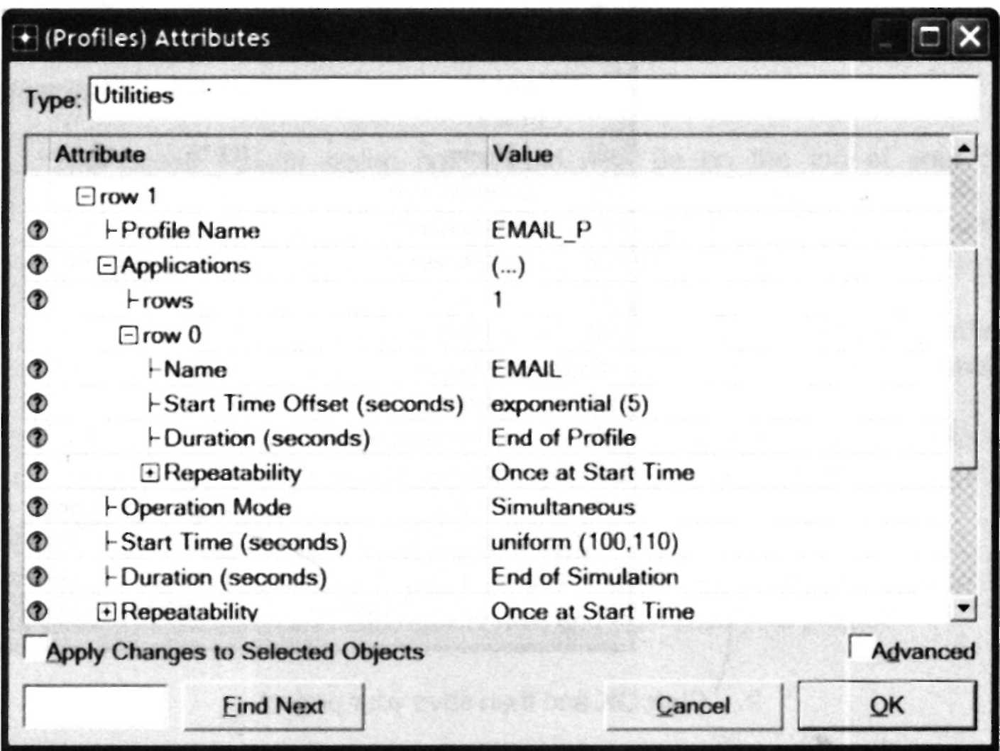 (Profiles) Attributes
Type: Utilities
Attribute Value
row 1
Profile Name EMAIL_P
Applications (...)
rows 1
row 0
Name EMAIL
Start Time Offset (seconds) exponential (5)
Duration (seconds) End of Profile
Repeatability Once at Start Time
Operation Mode Simultaneous
Start Time (seconds) uniform (100,110)
Duration (seconds) End of Simulation
Repeatability Once at Start Time
Apply Changes to Selected Objects Advanced
Find Next Cancel OK